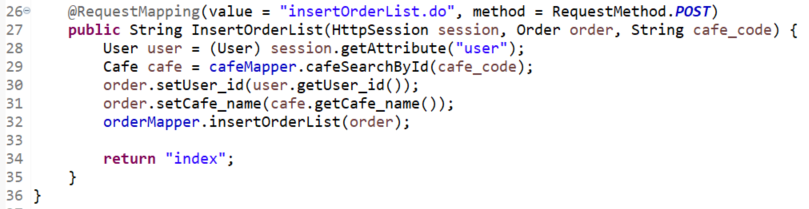 26 @RequestMapping(value = "insertOrderList.do", method = RequestMethod.POST)
27 public String InsertOrderList(HttpSession session, Order order, String cafe_code) {
28 User user = (User) session.getAttribute("user");
29 Cafe cafe = cafeMapper.cafeSearchById(cafe_code);
30 order.setUser_id(user.getUser_id());
31 order.setCafe_name(cafe.getCafe_name());
32 orderMapper.insertOrderList(order);
33
34 return "index";
35 }
36 }